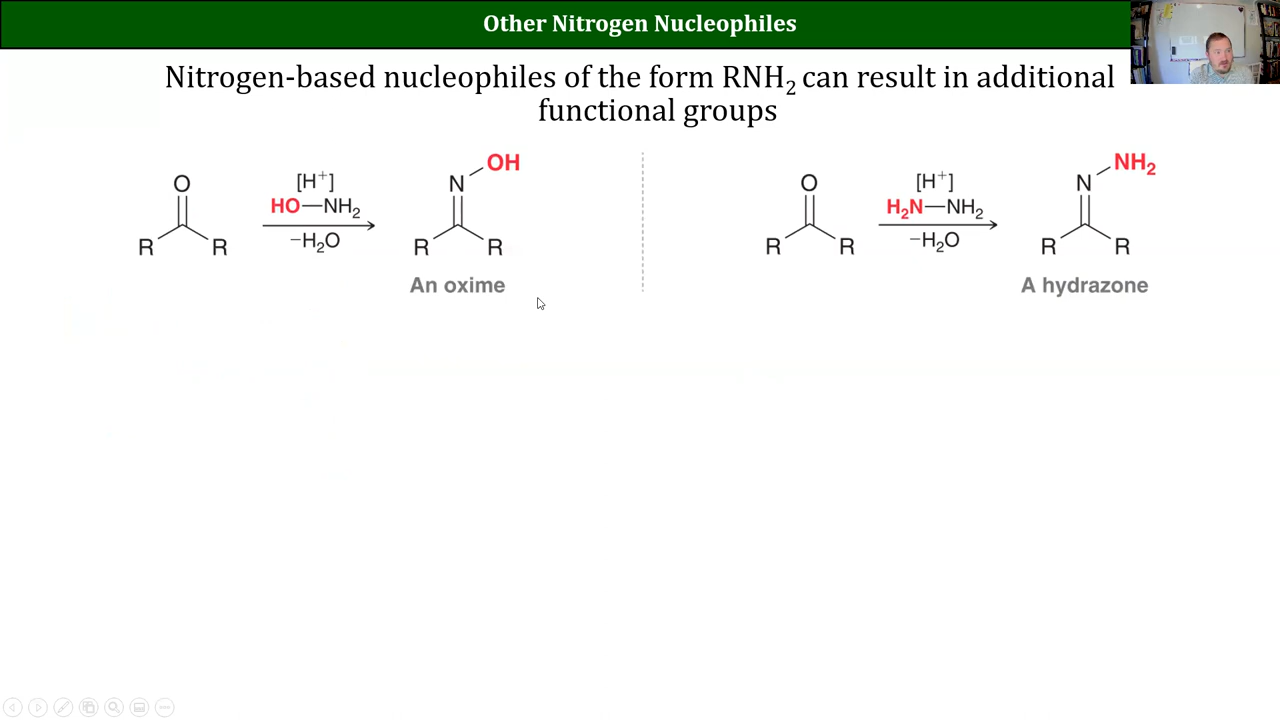 Other Nitrogen Nucleophiles
Nitrogen-based nucleophiles of the form RNH₂ can result in additional
functional groups
O
R R
[H⁺]
HO—NH₂
−H₂O
OH
N
R R
An oxime
O
R R
[H⁺]
H₂N—NH₂
−H₂O
NH₂
N
R R
A hydrazone